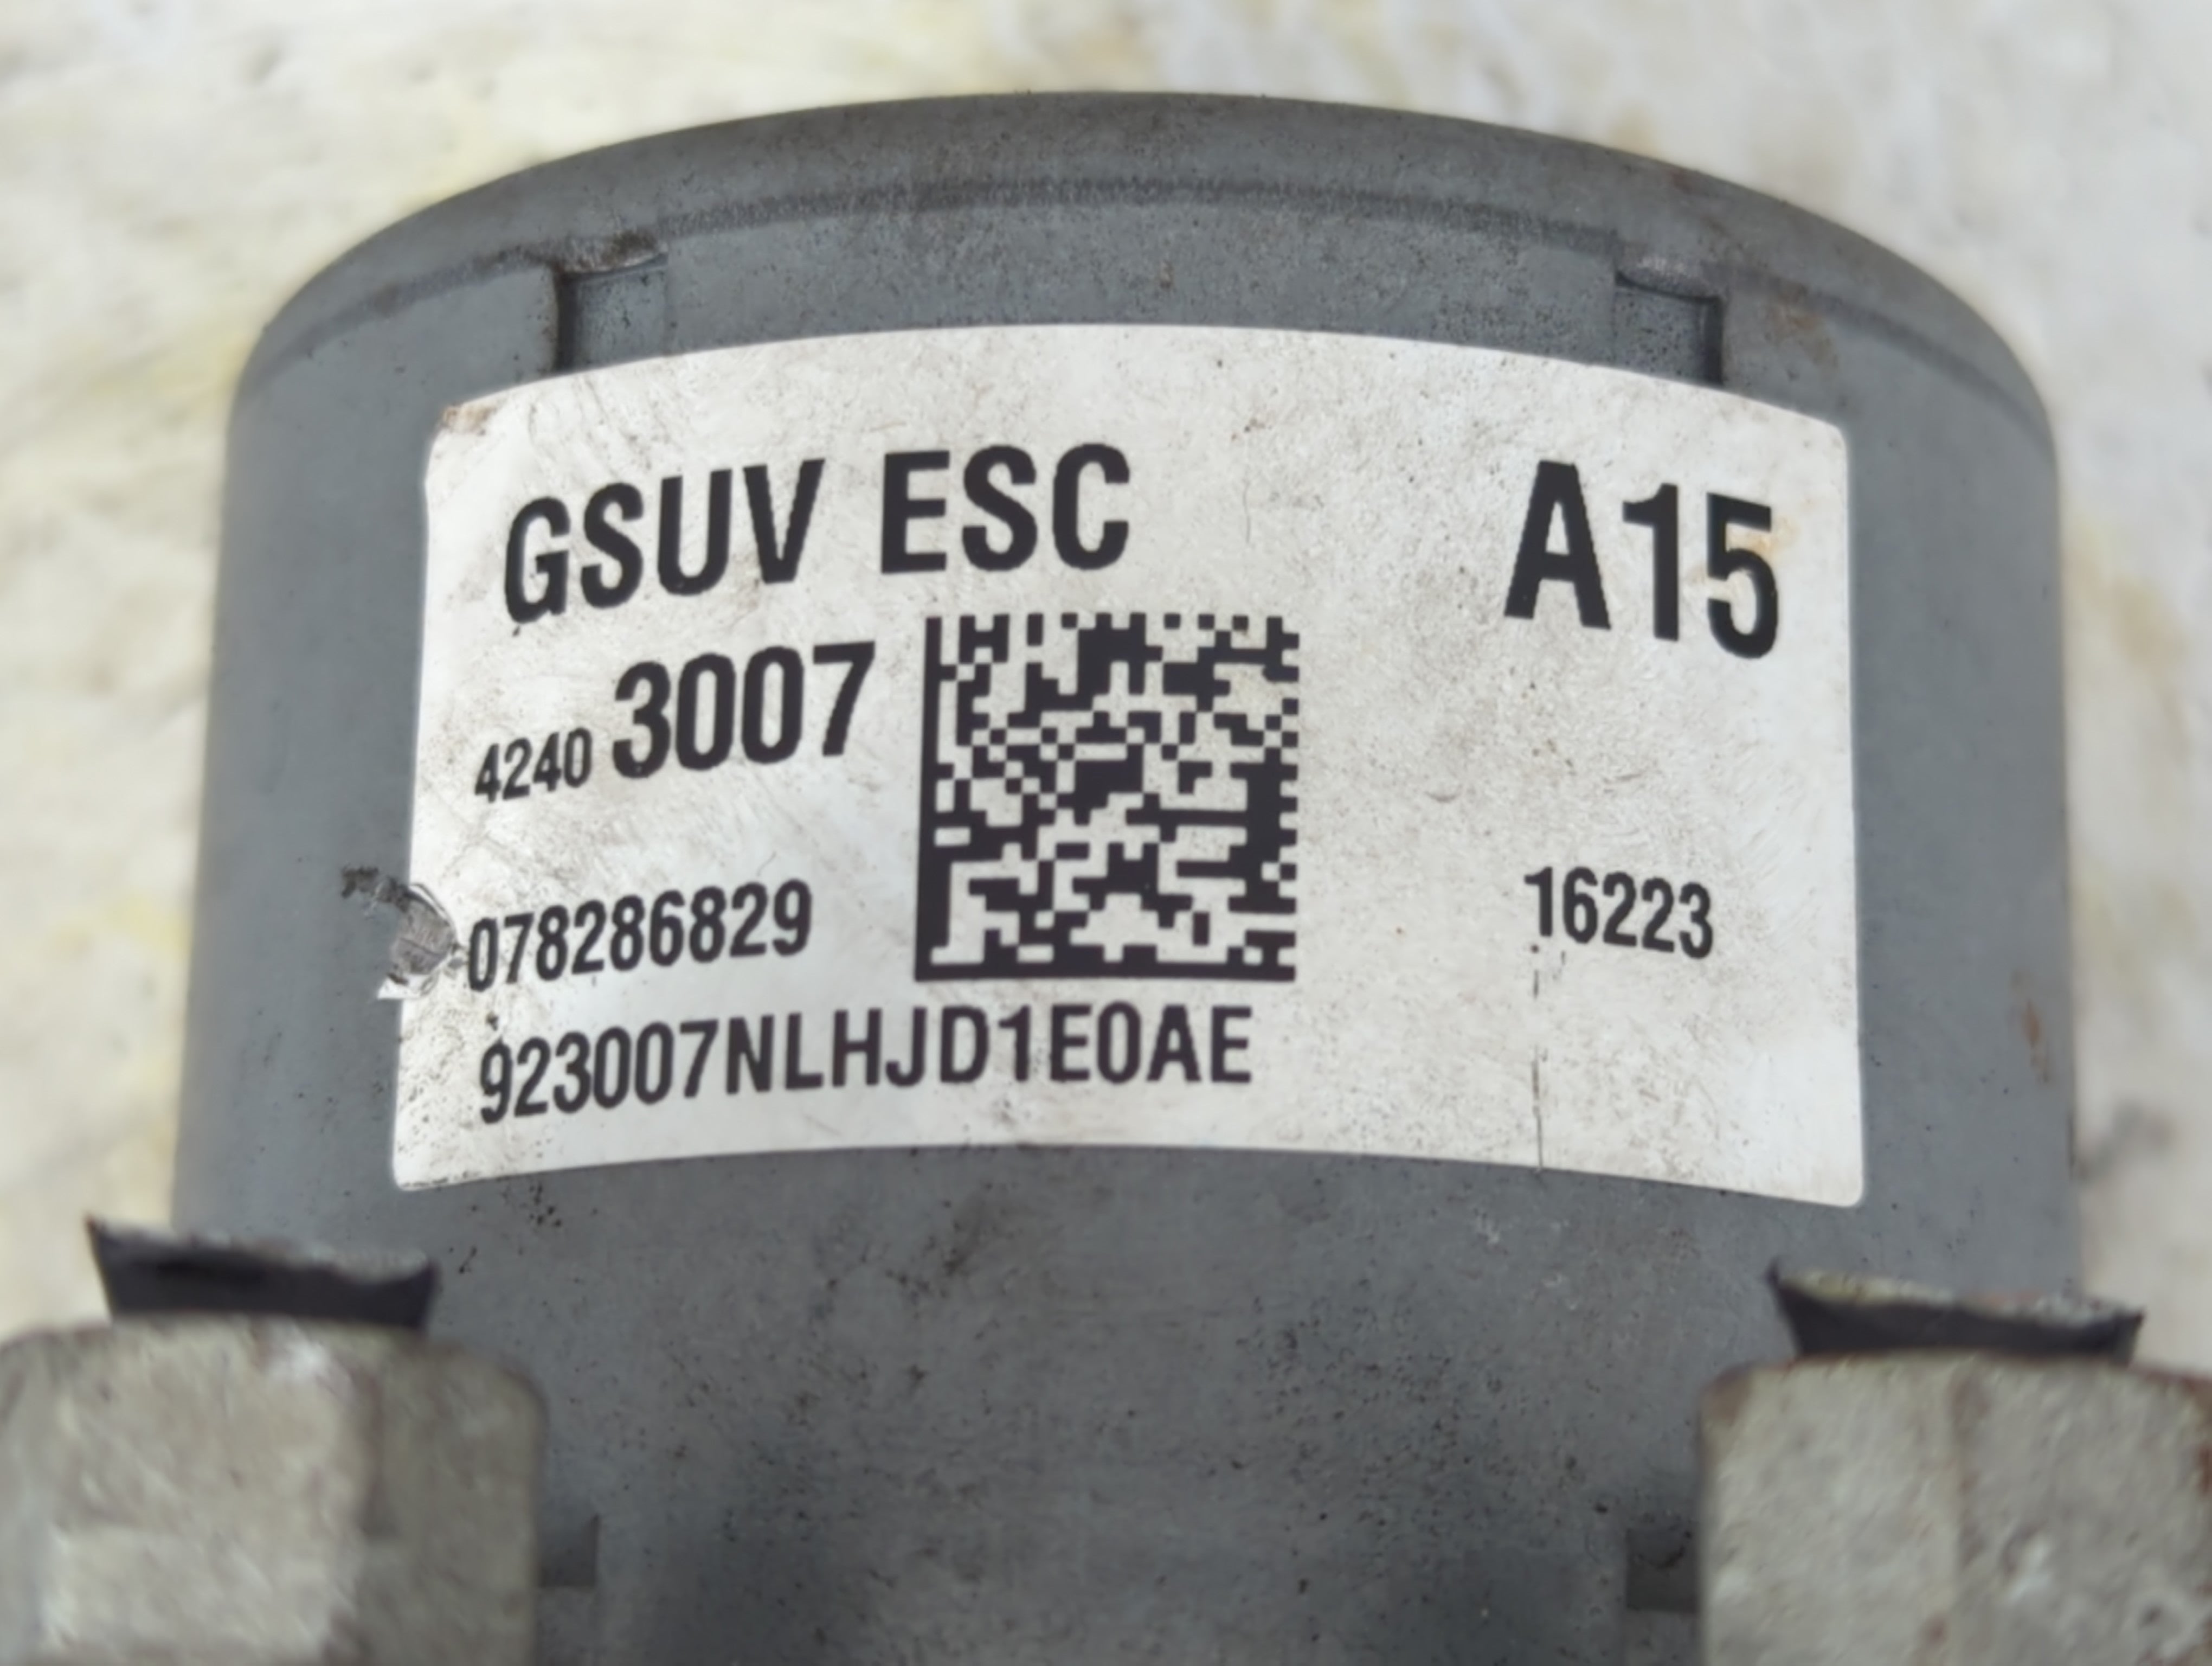 GSUV ESC A15
4240 3007
078286829 16223
923007NLHJD1E0AE